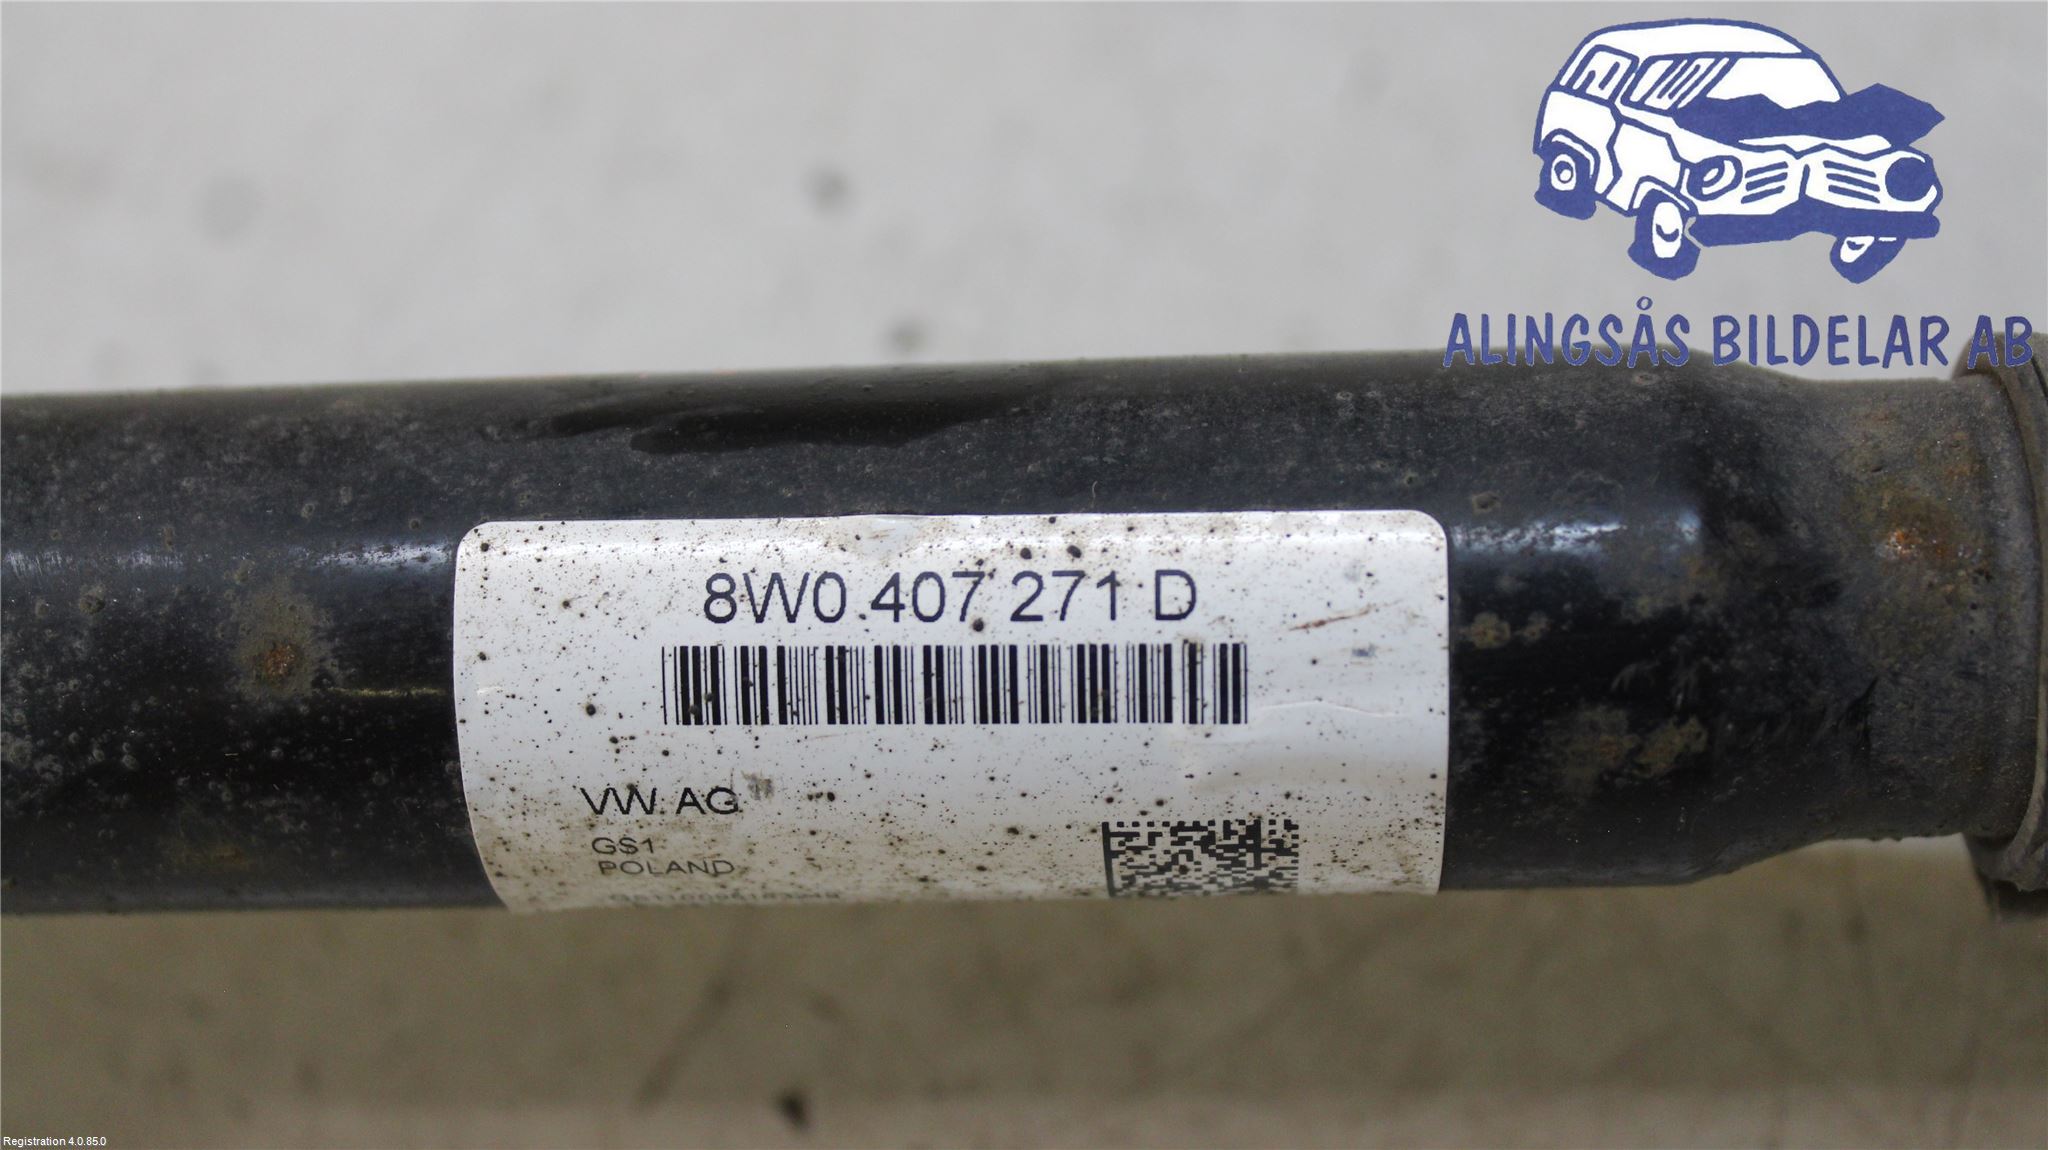 ALINGSÅS BILDELAR AB
8W0 407 271 D
VW AG
GS1
POLAND
Registration 4.0.85.0